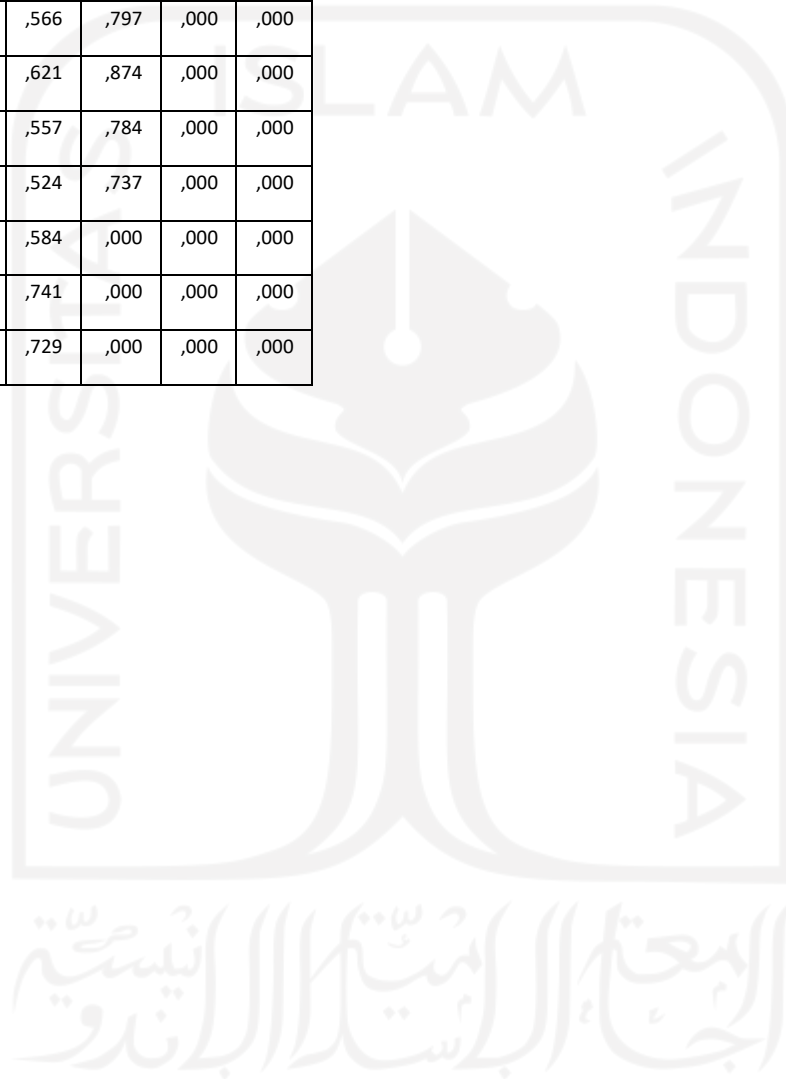 ,566 ,797 ,000 ,000
,621 ,874 ,000 ,000
,557 ,784 ,000 ,000
,524 ,737 ,000 ,000
,584 ,000 ,000 ,000
,741 ,000 ,000 ,000
,729 ,000 ,000 ,000
UNIVERSITAS
ISLAM
INDONESIA